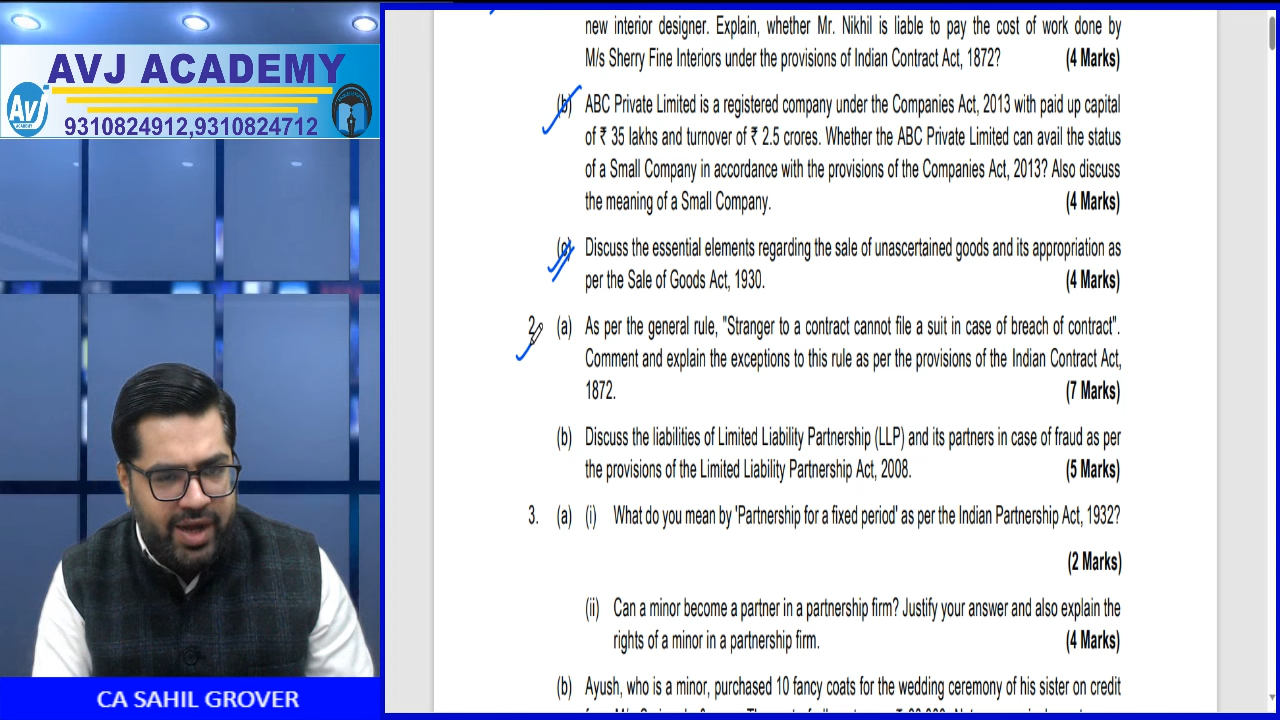 AVJ ACADEMY
9310824912,9310824712
CA SAHIL GROVER
new interior designer. Explain, whether Mr. Nikhil is liable to pay the cost of work done by
M/s Sherry Fine Interiors under the provisions of Indian Contract Act, 1872? (4 Marks)
(b) ABC Private Limited is a registered company under the Companies Act, 2013 with paid up capital
of ₹ 35 lakhs and turnover of ₹ 2.5 crores. Whether the ABC Private Limited can avail the status
of a Small Company in accordance with the provisions of the Companies Act, 2013? Also discuss
the meaning of a Small Company. (4 Marks)
(c) Discuss the essential elements regarding the sale of unascertained goods and its appropriation as
per the Sale of Goods Act, 1930. (4 Marks)
2. (a) As per the general rule, "Stranger to a contract cannot file a suit in case of breach of contract".
Comment and explain the exceptions to this rule as per the provisions of the Indian Contract Act,
1872. (7 Marks)
(b) Discuss the liabilities of Limited Liability Partnership (LLP) and its partners in case of fraud as per
the provisions of the Limited Liability Partnership Act, 2008. (5 Marks)
3. (a) (i) What do you mean by 'Partnership for a fixed period' as per the Indian Partnership Act, 1932?
(2 Marks)
(ii) Can a minor become a partner in a partnership firm? Justify your answer and also explain the
rights of a minor in a partnership firm. (4 Marks)
(b) Ayush, who is a minor, purchased 10 fancy coats for the wedding ceremony of his sister on credit